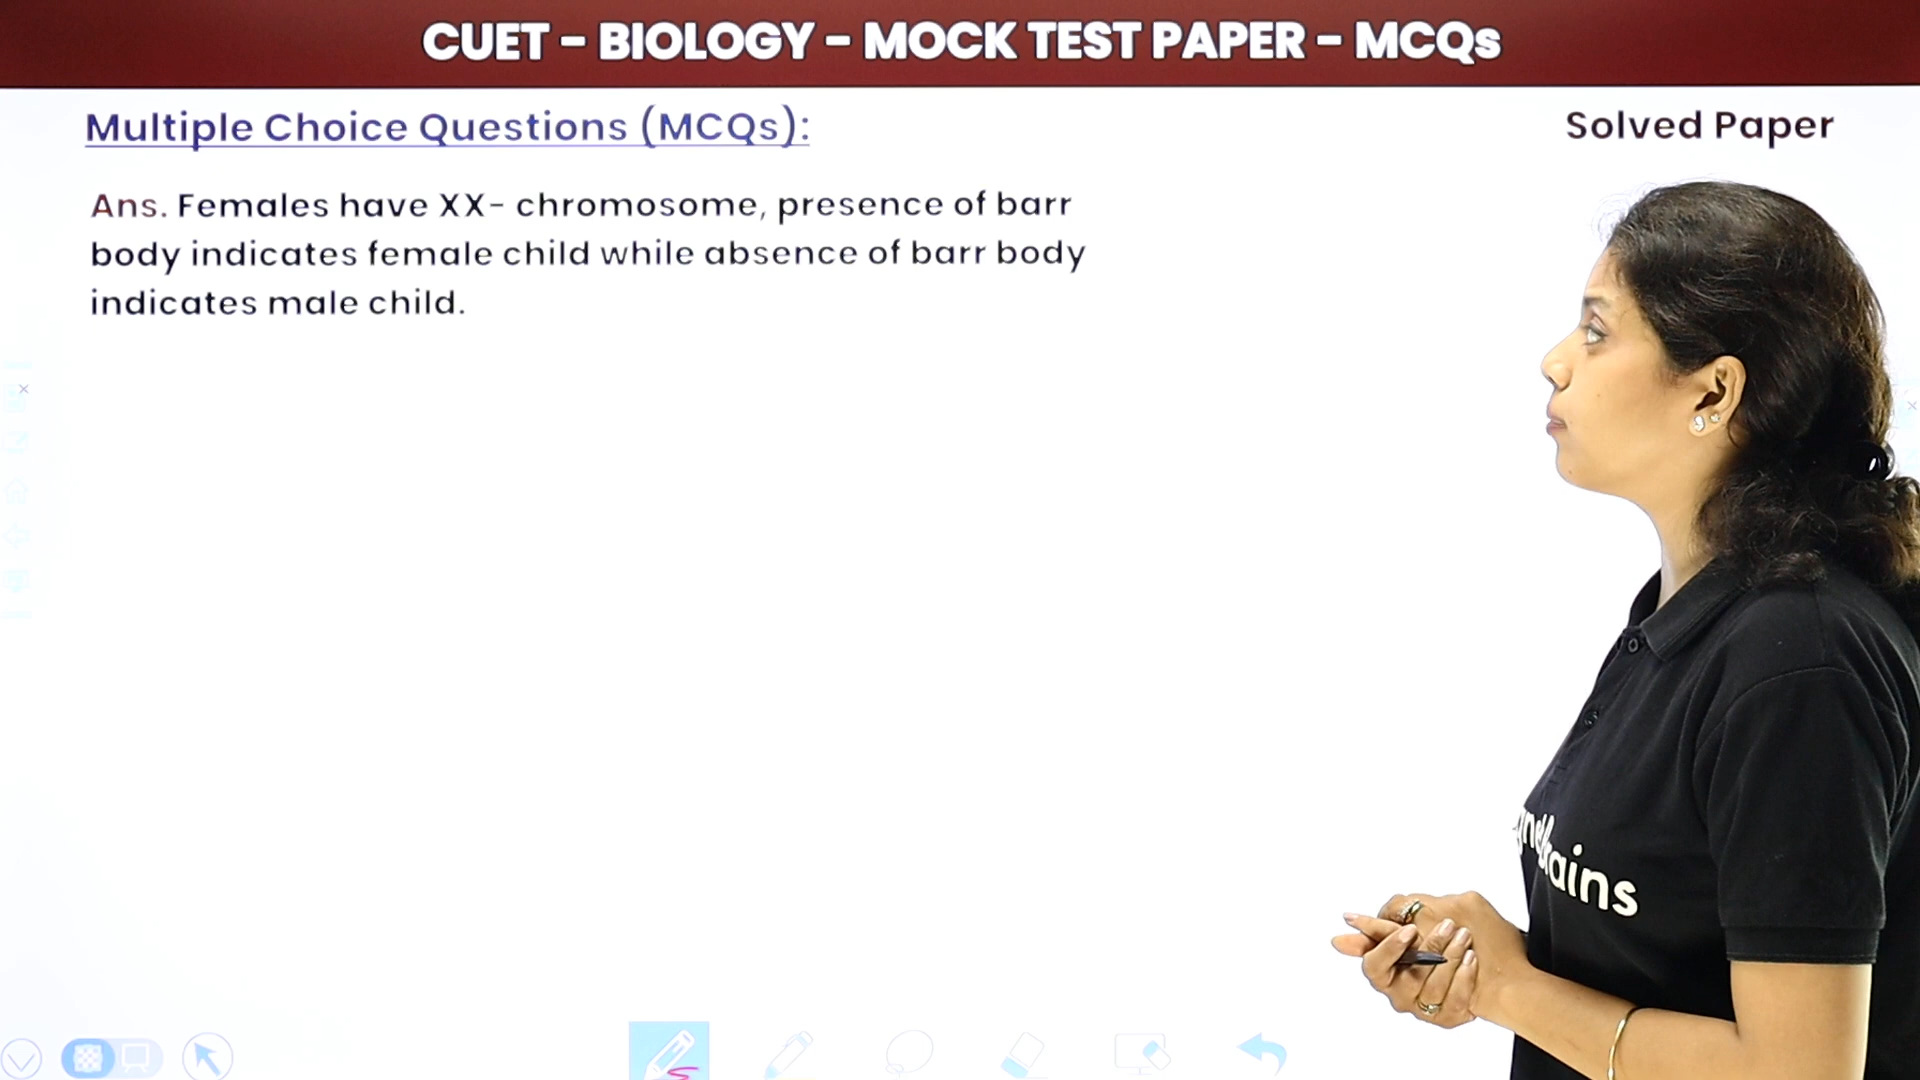 CUET - BIOLOGY - MOCK TEST PAPER - MCQs
Multiple Choice Questions (MCQs):
Solved Paper
Ans. Females have XX- chromosome, presence of barr
body indicates female child while absence of barr body
indicates male child.